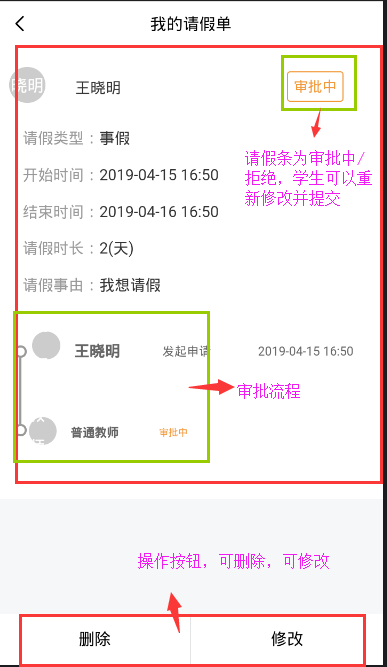 我的请假单
晓明
王晓明
审批中
请假类型：事假
请假条为审批中/
拒绝，学生可以重
新修改并提交
开始时间：2019-04-15 16:50
结束时间：2019-04-16 16:50
请假时长：2(天)
请假事由：我想请假
王晓明
发起申请
2019-04-15 16:50
审批流程
普通教师
审批中
操作按钮，可删除，可修改
删除
修改